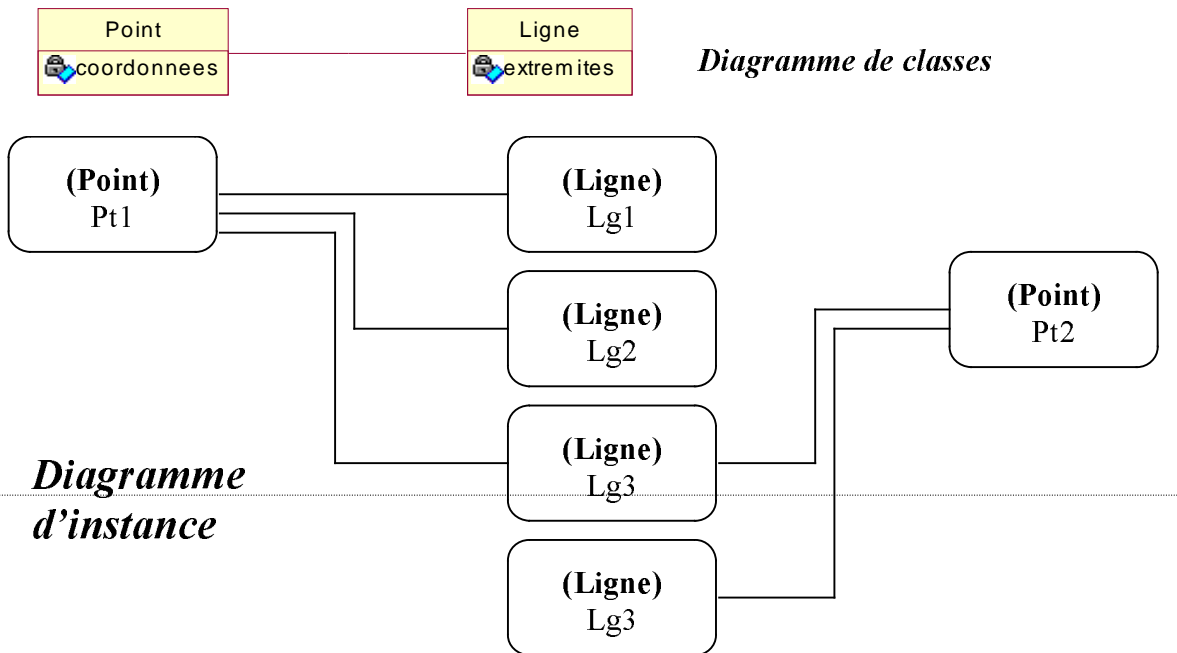 Point
Ligne
coordonnees
extremites
Diagramme de classes
(Point)
Pt1
(Ligne)
Lg1
(Ligne)
Lg2
(Point)
Pt2
(Ligne)
Lg3
Diagramme
d’instance
(Ligne)
Lg3